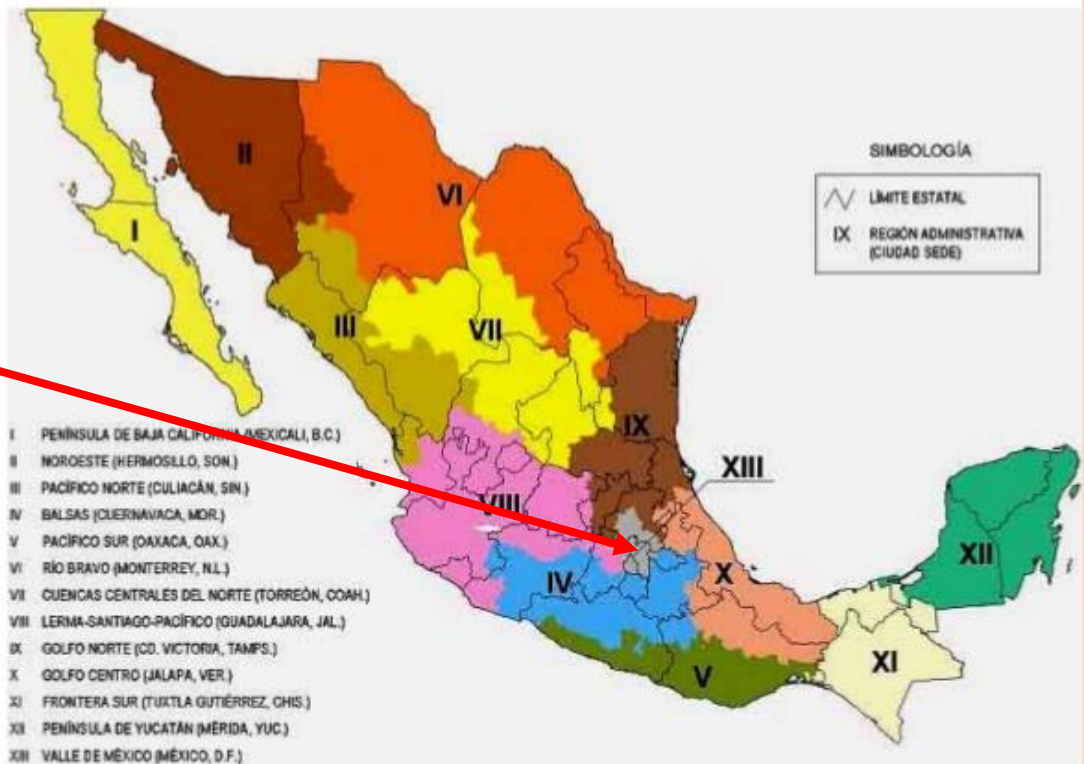 II
VI
I
III
VII
IX
XIII
VIII
IV
X
XII
V
XI
SIMBOLOGÍA
LÍMITE ESTATAL
IX REGIÓN ADMINISTRATIVA
(CIUDAD SEDE)
I PENÍNSULA DE BAJA CALIFORNIA (MEXICALI, B.C.)
II NOROESTE (HERMOSILLO, SON.)
III PACÍFICO NORTE (CULIACÁN, SIN.)
IV BALSAS (CUERNAVACA, MOR.)
V PACÍFICO SUR (OAXACA, OAX.)
VI RÍO BRAVO (MONTERREY, N.L.)
VII CUENCAS CENTRALES DEL NORTE (TORREÓN, COAH.)
VIII LERMA-SANTIAGO-PACÍFICO (GUADALAJARA, JAL.)
IX GOLFO NORTE (CD. VICTORIA, TAMPS.)
X GOLFO CENTRO (JALAPA, VER.)
XI FRONTERA SUR (TUXTLA GUTIÉRREZ, CHIS.)
XII PENÍNSULA DE YUCATÁN (MÉRIDA, YUC.)
XIII VALLE DE MÉXICO (MÉXICO, D.F.)